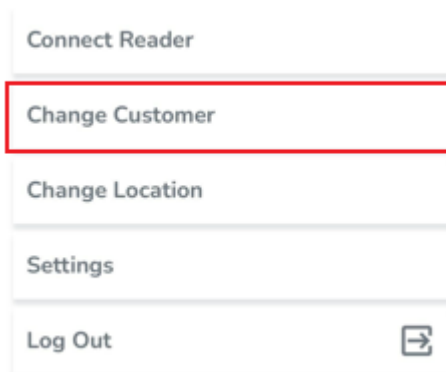 Connect Reader
Change Customer
Change Location
Settings
Log Out